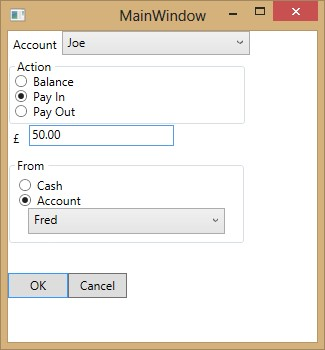 MainWindow
Account Joe
Action
Balance
Pay In
Pay Out
£ 50.00
From
Cash
Account
Fred
OK Cancel